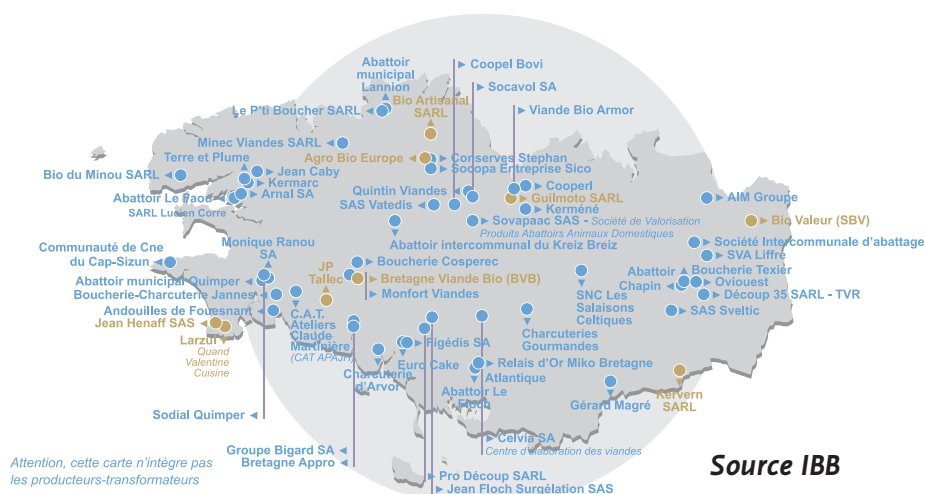 Coopel Bovi
Socavol SA
Abattoir
municipal
Lannion
Bio Artisanal
SARL
Le P'ti Boucher SARL
Viande Bio Armor
Minec Viandes SARL
Terre et Plume
Agro Bio Europe
Conserves Stephan
Socopa Entreprise Sico
Bio du Minou SARL
Jean Caby
Kermarc
Arnal SA
Abattoir Le Faou
SARL Lucien Corre
Quintin Viandes
SAS Vatedis
Cooperl
Guilmoto SARL
Kerméné
AIM Groupe
Sovapaac SAS - Société de Valorisation
Produits Abattoirs Animaux Domestiques
Bio Valeur (SBV)
Abattoir intercommunal du Kreiz Breiz
Monique Ranou
SA
Communauté de Cne
du Cap-Sizun
Société Intercommunale d'abattage
SVA Liffré
JP
Tallec
Boucherie Cosperec
Bretagne Viande Bio (BVB)
Monfort Viandes
Abattoir municipal Quimper
Boucherie-Charcuterie Jannes
Andouilles de Fouesnant
Abattoir
Chapin
Boucherie Texier
Oviouest
Découp 35 SARL - TVR
SAS Sveltic
SNC Les
Salaisons
Celtiques
Jean Henaff SAS
Larzul
Quand
Valentine
Cuisine
C.A.T.
Ateliers
Claude
Martinière
(CAT APAJH)
Charcuteries
Gourmandes
Figédis SA
Euro Cake
Charcuterie
d'Arvor
Relais d'Or Miko Bretagne
Atlantique
Abattoir Le
Floch
Gérard Magré
Kervern
SARL
Sodial Quimper
Celvia SA
Centre d'élaboration des viandes
Groupe Bigard SA
Bretagne Appro
Pro Découp SARL
Jean Floch Surgélation SAS
Attention, cette carte n'intègre pas
les producteurs-transformateurs
Source IBB